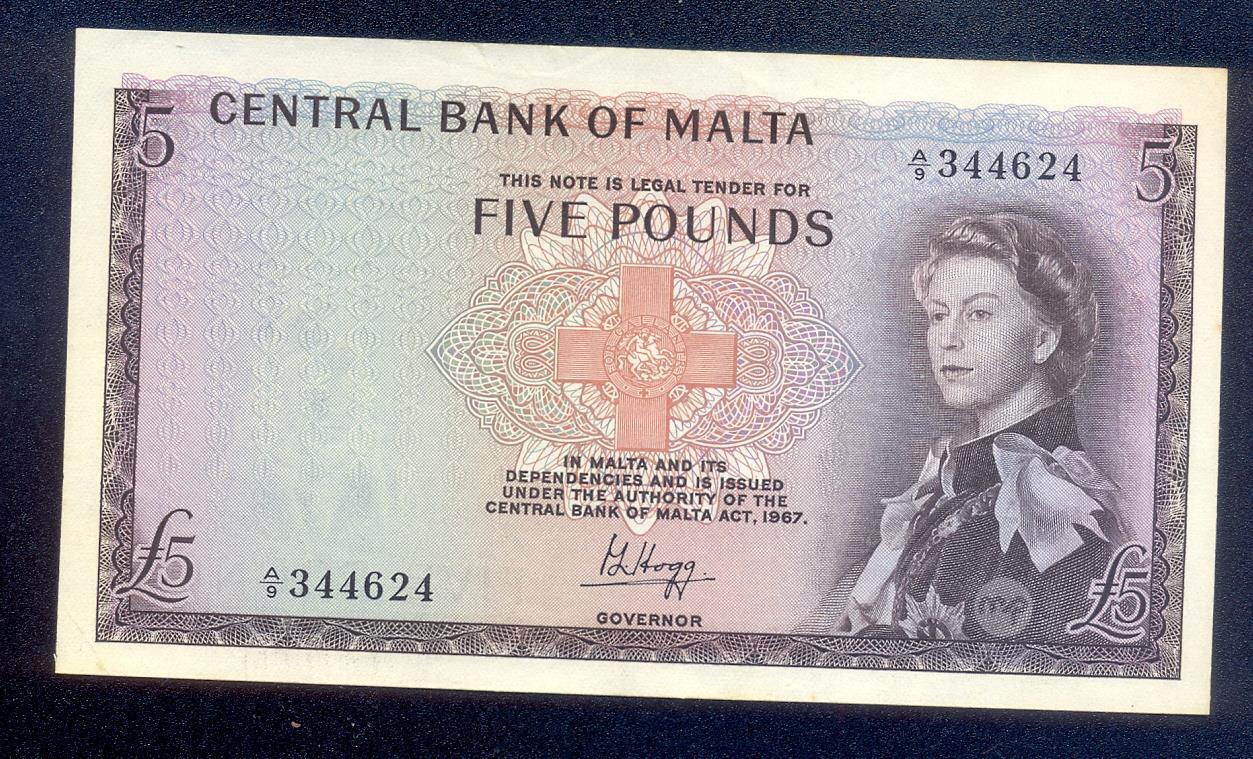 5
CENTRAL BANK OF MALTA
A/9 344624
5
THIS NOTE IS LEGAL TENDER FOR
FIVE POUNDS
IN MALTA AND ITS
DEPENDENCIES AND IS ISSUED
UNDER THE AUTHORITY OF THE
CENTRAL BANK OF MALTA ACT, 1967.
£5
A/9 344624
GOVERNOR
£5